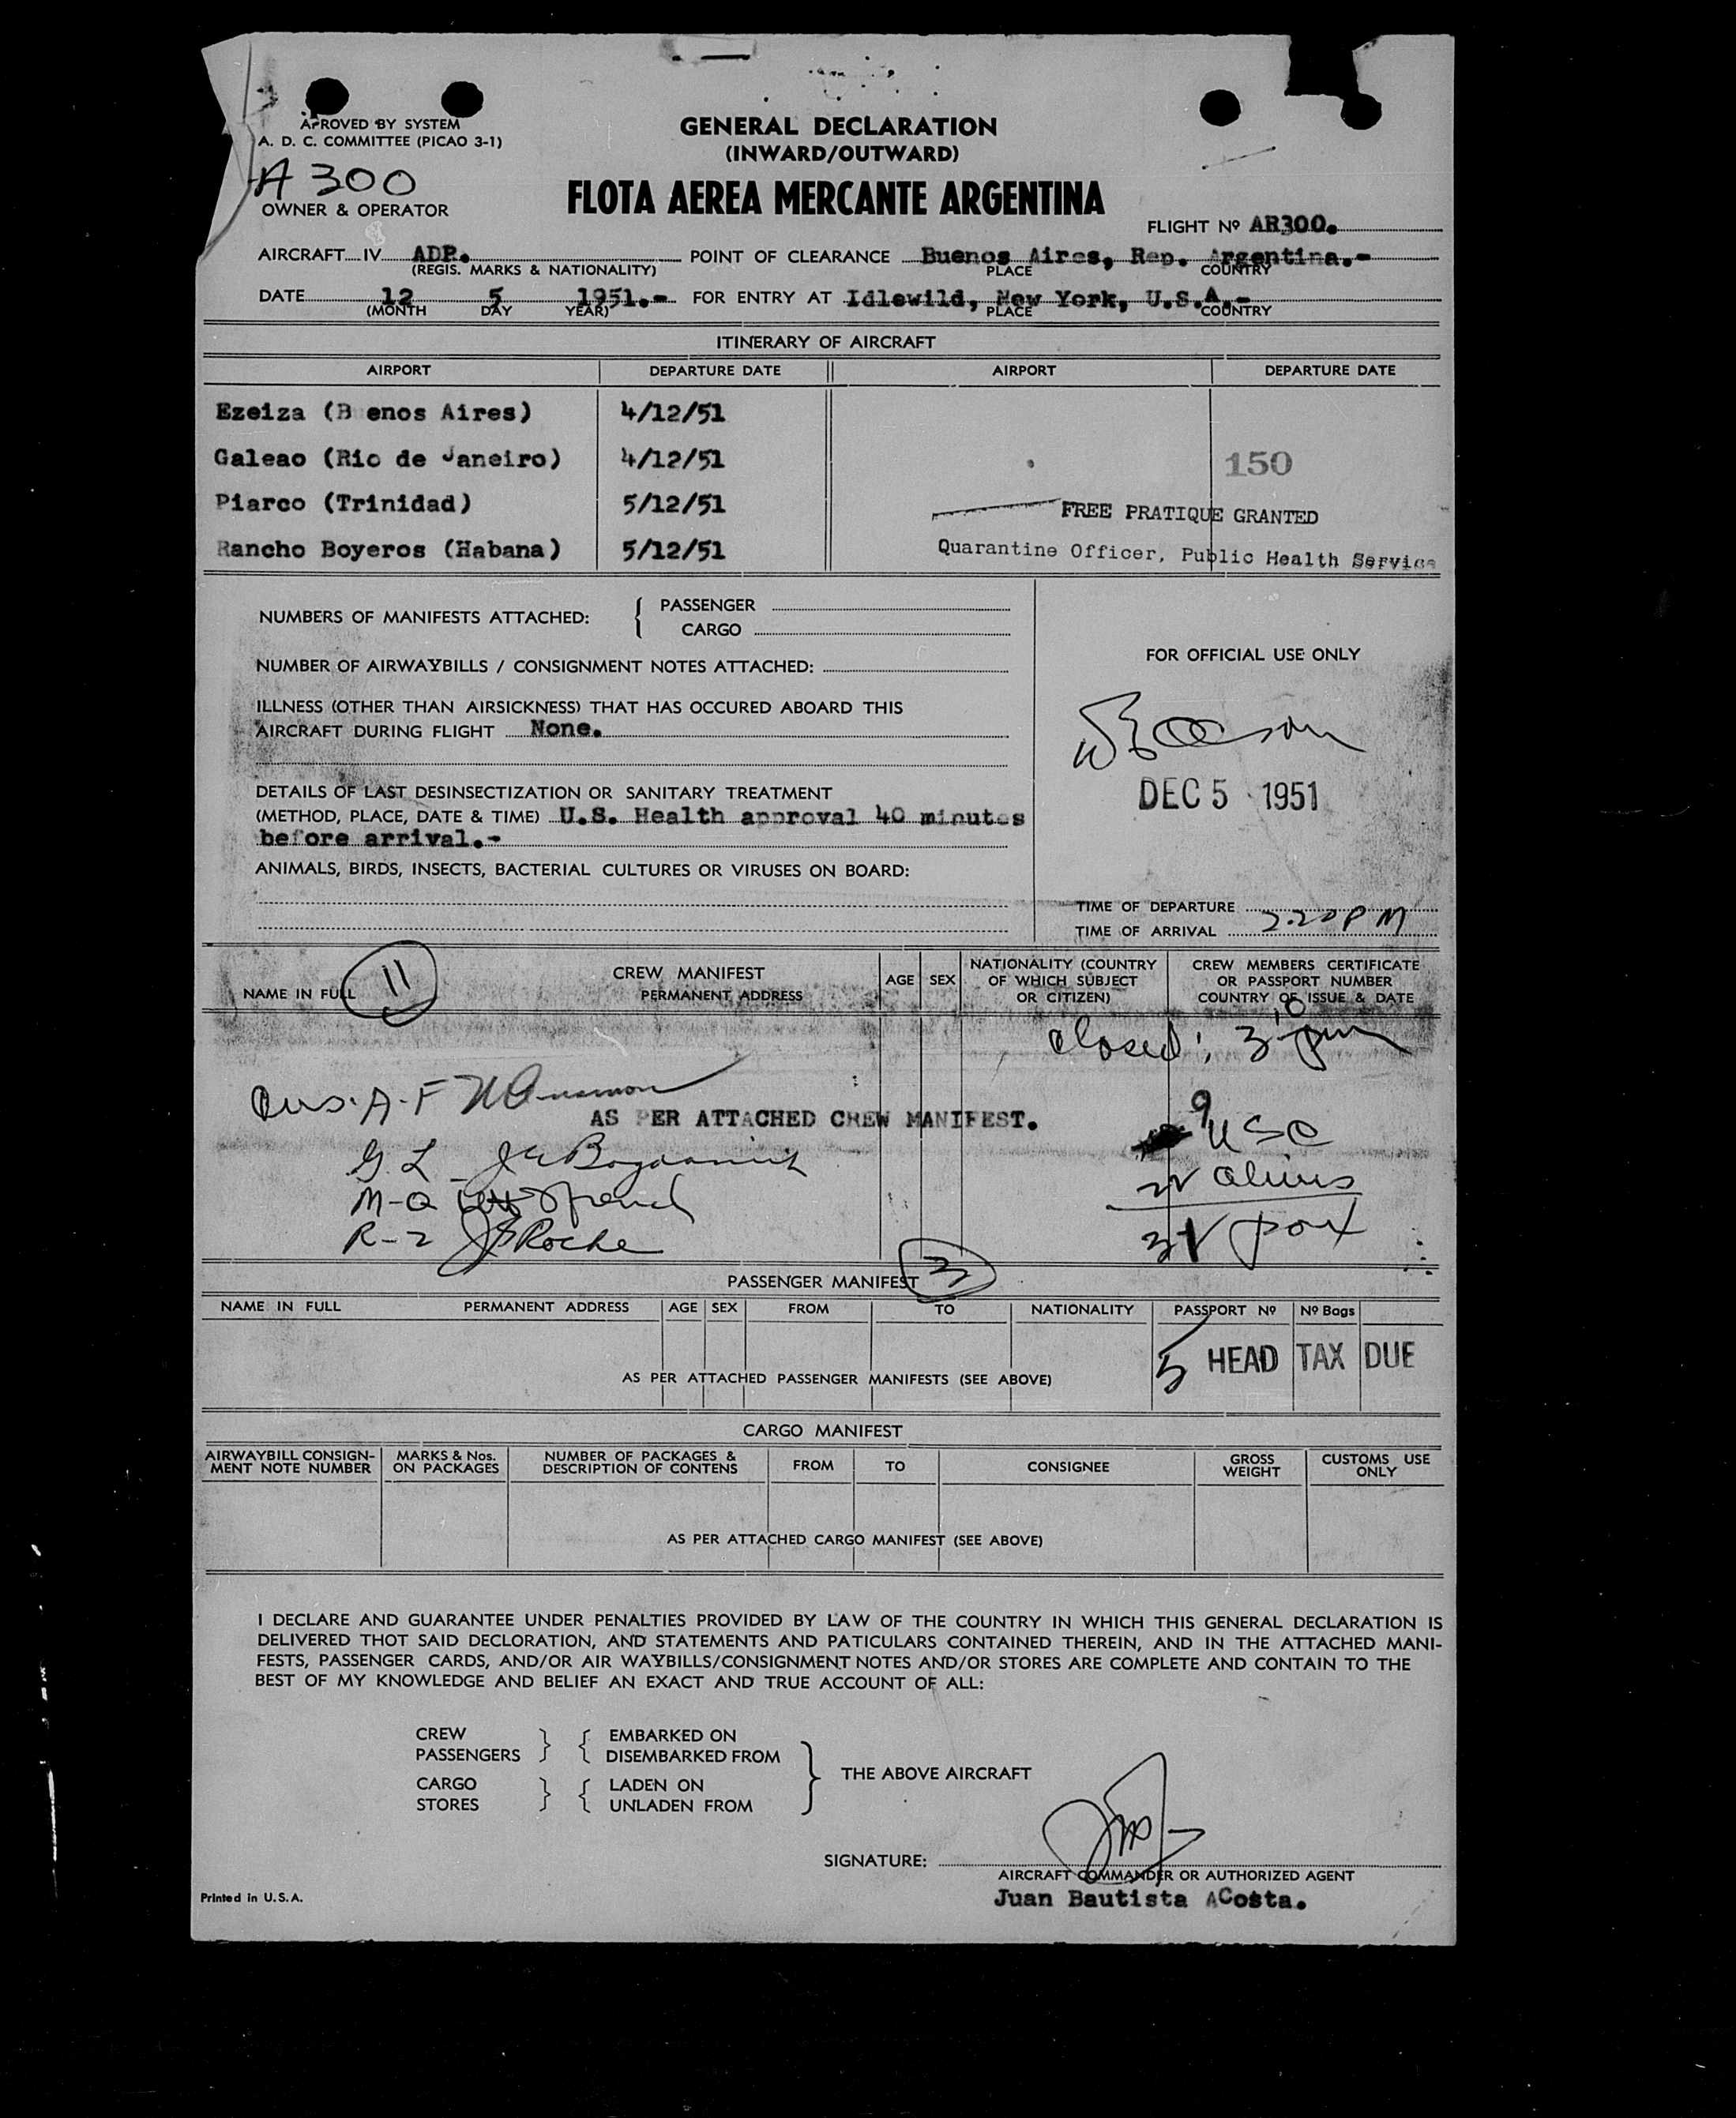 APROVED BY SYSTEM
A. D. C. COMMITTEE (PICAO 3-1)
A 300
OWNER & OPERATOR
GENERAL DECLARATION
(INWARD/OUTWARD)
FLOTA AEREA MERCANTE ARGENTINA
FLIGHT Nº AR300.
AIRCRAFT IV ADP. POINT OF CLEARANCE Buenos Aires, Rep. Argentina.-
(REGIS. MARKS & NATIONALITY) PLACE COUNTRY
DATE 12 5 1951.- FOR ENTRY AT Idlewild, New York, U.S.A.-
(MONTH DAY YEAR) PLACE COUNTRY
ITINERARY OF AIRCRAFT
AIRPORT DEPARTURE DATE AIRPORT DEPARTURE DATE
Ezeiza (B enos Aires) 4/12/51
Galeao (Rio de Janeiro) 4/12/51 150
Piarco (Trinidad) 5/12/51 FREE PRATIQUE GRANTED
Rancho Boyeros (Habana) 5/12/51 Quarantine Officer, Public Health Service
NUMBERS OF MANIFESTS ATTACHED: { PASSENGER
CARGO
NUMBER OF AIRWAYBILLS / CONSIGNMENT NOTES ATTACHED:
ILLNESS (OTHER THAN AIRSICKNESS) THAT HAS OCCURED ABOARD THIS
AIRCRAFT DURING FLIGHT None.
DETAILS OF LAST DESINSECTIZATION OR SANITARY TREATMENT
(METHOD, PLACE, DATE & TIME) U.S. Health approval 40 minutes
before arrival.-
ANIMALS, BIRDS, INSECTS, BACTERIAL CULTURES OR VIRUSES ON BOARD:
FOR OFFICIAL USE ONLY
DEC 5 1951
TIME OF DEPARTURE
TIME OF ARRIVAL 2.20 PM
11
CREW MANIFEST
NAME IN FULL PERMANENT ADDRESS AGE SEX NATIONALITY (COUNTRY OF WHICH SUBJECT OR CITIZEN) CREW MEMBERS CERTIFICATE OR PASSPORT NUMBER COUNTRY OF ISSUE & DATE
closed: 3:10 pm
AS PER ATTACHED CREW MANIFEST.
9 USC
G. L.
aliens
M-a
R-2 J Roche
PASSENGER MANIFEST 3
NAME IN FULL PERMANENT ADDRESS AGE SEX FROM TO NATIONALITY PASSPORT Nº Nº Bags
5 HEAD TAX DUE
AS PER ATTACHED PASSENGER MANIFESTS (SEE ABOVE)
CARGO MANIFEST
AIRWAYBILL CONSIGN- MENT NOTE NUMBER MARKS & Nos. ON PACKAGES NUMBER OF PACKAGES & DESCRIPTION OF CONTENS FROM TO CONSIGNEE GROSS WEIGHT CUSTOMS USE ONLY
AS PER ATTACHED CARGO MANIFEST (SEE ABOVE)
I DECLARE AND GUARANTEE UNDER PENALTIES PROVIDED BY LAW OF THE COUNTRY IN WHICH THIS GENERAL DECLARATION IS
DELIVERED THOT SAID DECLORATION, AND STATEMENTS AND PATICULARS CONTAINED THEREIN, AND IN THE ATTACHED MANI-
FESTS, PASSENGER CARDS, AND/OR AIR WAYBILLS/CONSIGNMENT NOTES AND/OR STORES ARE COMPLETE AND CONTAIN TO THE
BEST OF MY KNOWLEDGE AND BELIEF AN EXACT AND TRUE ACCOUNT OF ALL:
CREW } { EMBARKED ON
PASSENGERS DISEMBARKED FROM
} THE ABOVE AIRCRAFT
CARGO } { LADEN ON
STORES UNLADEN FROM
SIGNATURE:
AIRCRAFT COMMANDER OR AUTHORIZED AGENT
Juan Bautista ACosta.
Printed in U.S.A.